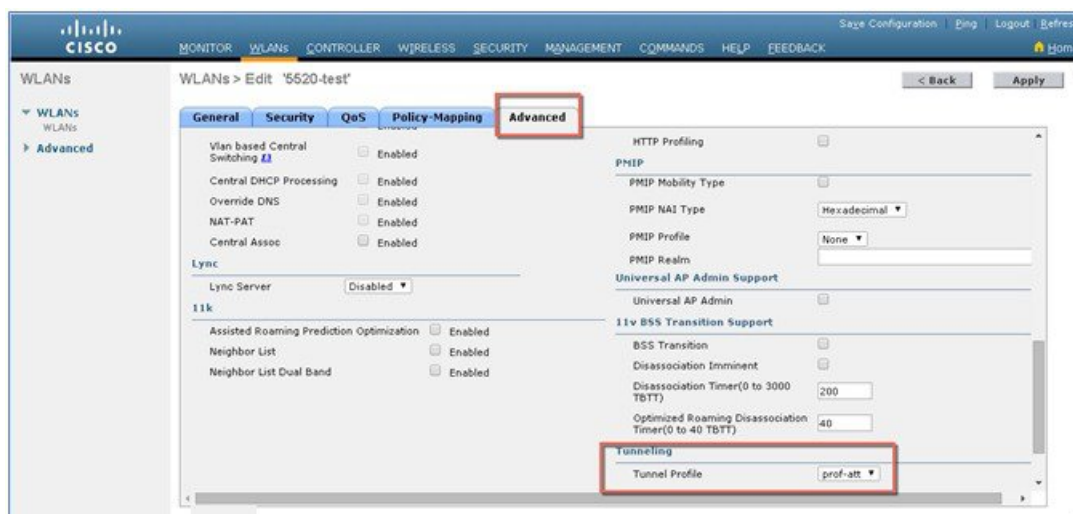 Save Configuration Ping Logout Refres
CISCO
MONITOR WLANs CONTROLLER WIRELESS SECURITY MANAGEMENT COMMANDS HELP FEEDBACK
Hom
WLANs
WLANs > Edit '5520-test'
< Back
Apply
WLANs
WLANs
Advanced
General
Security
QoS
Policy-Mapping
Advanced
Vlan based Central Switching 13 Enabled
Central DHCP Processing Enabled
Override DNS Enabled
NAT-PAT Enabled
Central Assoc Enabled
Lync
Lync Server Disabled
11k
Assisted Roaming Prediction Optimization Enabled
Neighbor List Enabled
Neighbor List Dual Band Enabled
HTTP Profiling
PMIP
PMIP Mobility Type
PMIP NAI Type Hexadecimal
PMIP Profile None
PMIP Realm
Universal AP Admin Support
Universal AP Admin
11v BSS Transition Support
BSS Transition
Disassociation Imminent
Disassociation Timer(0 to 3000
TBTT) 200
Optimized Roaming Disassociation
Timer(0 to 40 TBTT) 40
Tunneling
Tunnel Profile prof-att